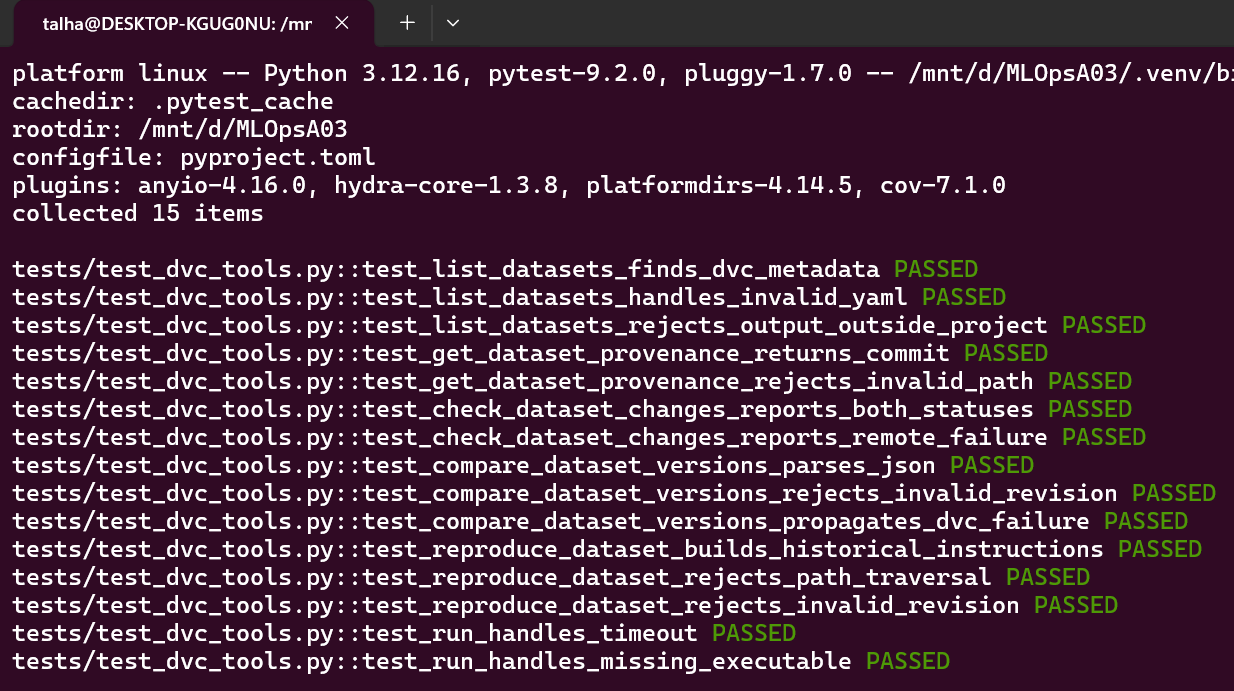 talha@DESKTOP-KGUG0NU: /mr
platform linux -- Python 3.12.16, pytest-9.2.0, pluggy-1.7.0 -- /mnt/d/MLOpsA03/.venv/bi
cachedir: .pytest_cache
rootdir: /mnt/d/MLOpsA03
configfile: pyproject.toml
plugins: anyio-4.16.0, hydra-core-1.3.8, platformdirs-4.14.5, cov-7.1.0
collected 15 items
tests/test_dvc_tools.py::test_list_datasets_finds_dvc_metadata PASSED
tests/test_dvc_tools.py::test_list_datasets_handles_invalid_yaml PASSED
tests/test_dvc_tools.py::test_list_datasets_rejects_output_outside_project PASSED
tests/test_dvc_tools.py::test_get_dataset_provenance_returns_commit PASSED
tests/test_dvc_tools.py::test_get_dataset_provenance_rejects_invalid_path PASSED
tests/test_dvc_tools.py::test_check_dataset_changes_reports_both_statuses PASSED
tests/test_dvc_tools.py::test_check_dataset_changes_reports_remote_failure PASSED
tests/test_dvc_tools.py::test_compare_dataset_versions_parses_json PASSED
tests/test_dvc_tools.py::test_compare_dataset_versions_rejects_invalid_revision PASSED
tests/test_dvc_tools.py::test_compare_dataset_versions_propagates_dvc_failure PASSED
tests/test_dvc_tools.py::test_reproduce_dataset_builds_historical_instructions PASSED
tests/test_dvc_tools.py::test_reproduce_dataset_rejects_path_traversal PASSED
tests/test_dvc_tools.py::test_reproduce_dataset_rejects_invalid_revision PASSED
tests/test_dvc_tools.py::test_run_handles_timeout PASSED
tests/test_dvc_tools.py::test_run_handles_missing_executable PASSED